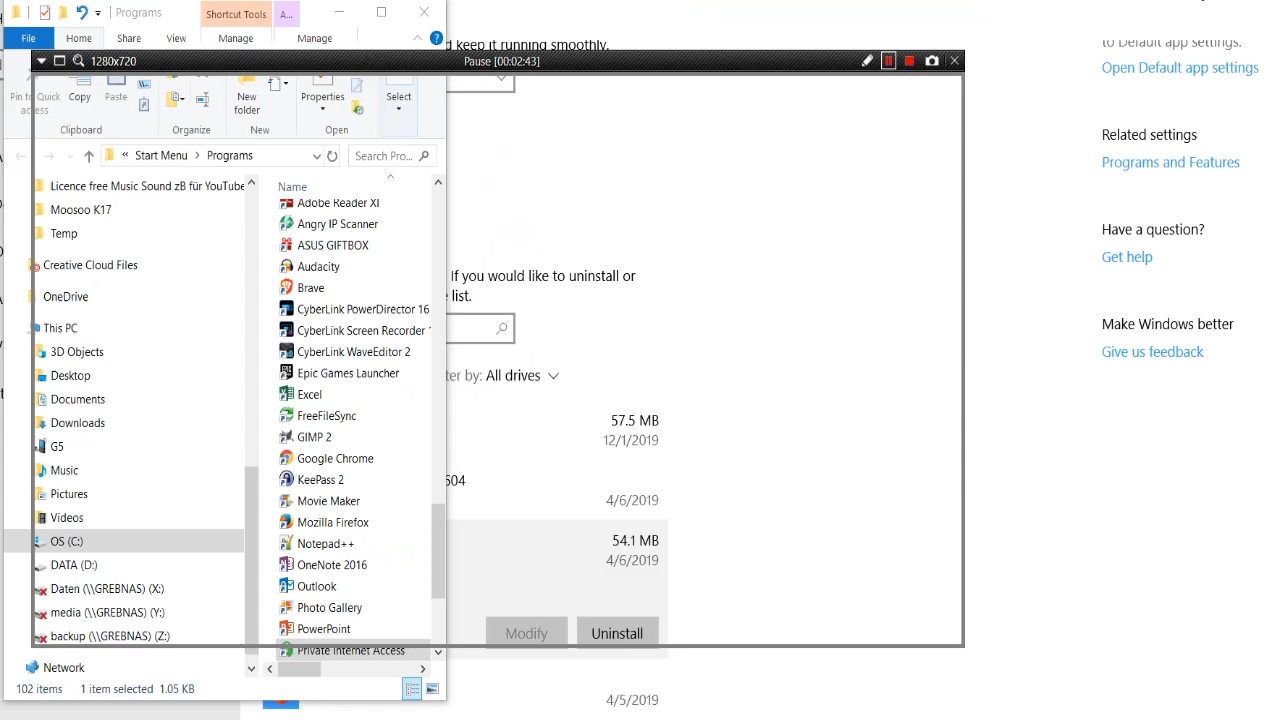 Programs
Shortcut Tools
A...
File
Home
Share
View
Manage
Manage
d keep it running smoothly.
to Default app settings.
Open Default app settings
1280x720
Pause [00:02:43]
Pin to Quick access
Copy
Paste
New folder
Properties
Select
Clipboard
Organize
New
Open
« Start Menu > Programs
Search Pro...
Related settings
Programs and Features
Have a question?
Get help
Make Windows better
Give us feedback
Licence free Music Sound zB für YouTube
Moosoo K17
Temp
Creative Cloud Files
OneDrive
This PC
3D Objects
Desktop
Documents
Downloads
G5
Music
Pictures
Videos
OS (C:)
DATA (D:)
Daten (\\GREBNAS) (X:)
media (\\GREBNAS) (Y:)
backup (\\GREBNAS) (Z:)
Network
Name
Adobe Reader XI
Angry IP Scanner
ASUS GIFTBOX
Audacity
Brave
CyberLink PowerDirector 16
CyberLink Screen Recorder
CyberLink WaveEditor 2
Epic Games Launcher
Excel
FreeFileSync
GIMP 2
Google Chrome
KeePass 2
Movie Maker
Mozilla Firefox
Notepad++
OneNote 2016
Outlook
Photo Gallery
PowerPoint
Private Internet Access
If you would like to uninstall or
list.
ter by: All drives
57.5 MB
12/1/2019
504
4/6/2019
54.1 MB
4/6/2019
Modify
Uninstall
4/5/2019
102 items
1 item selected 1.05 KB